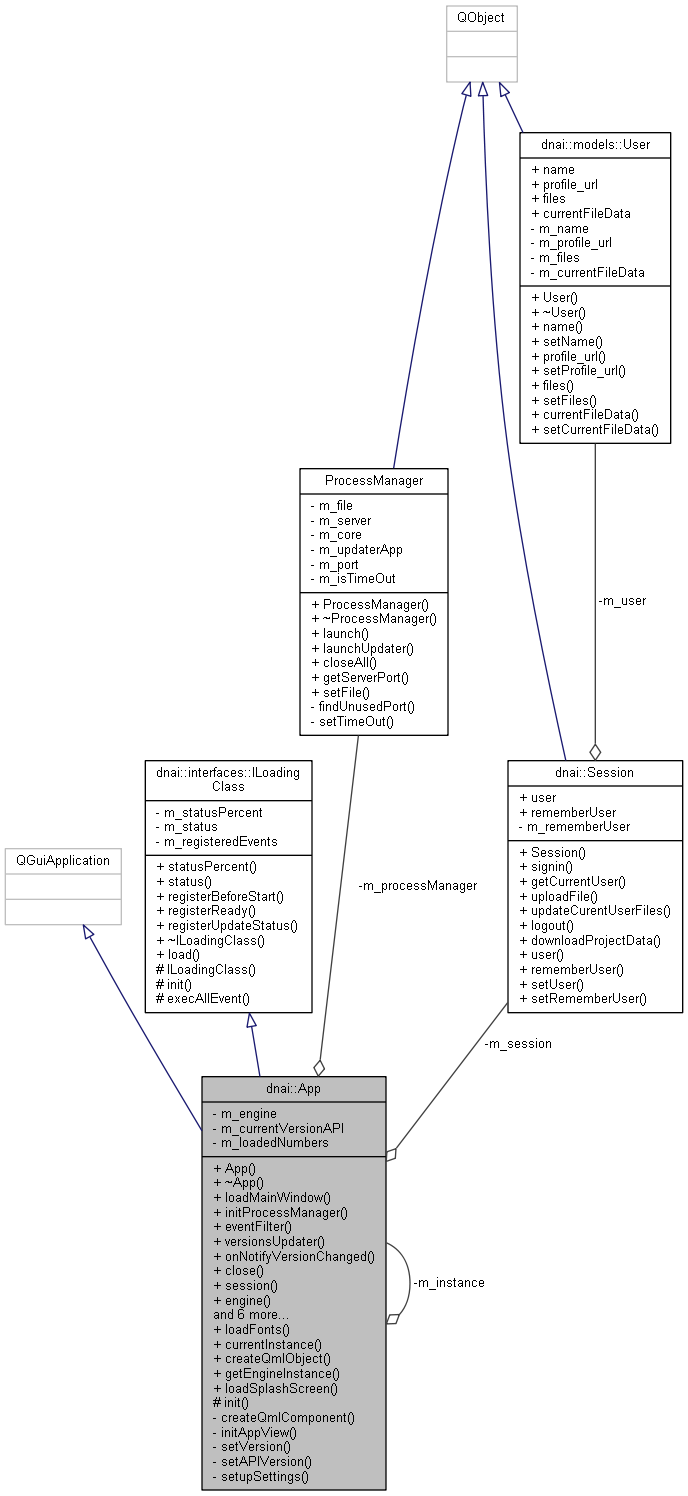 QObject
dnai::models::User
+ name
+ profile_url
+ files
+ currentFileData
- m_name
- m_profile_url
- m_files
- m_currentFileData
+ User()
+ ~User()
+ name()
+ setName()
+ profile_url()
+ setProfile_url()
+ files()
+ setFiles()
+ currentFileData()
+ setCurrentFileData()
ProcessManager
- m_file
- m_server
- m_core
- m_updaterApp
- m_port
- m_isTimeOut
+ ProcessManager()
+ ~ProcessManager()
+ launch()
+ launchUpdater()
+ closeAll()
+ getServerPort()
+ setFile()
- findUnusedPort()
- setTimeOut()
-m_user
dnai::interfaces::ILoading
Class
- m_statusPercent
- m_status
- m_registeredEvents
+ statusPercent()
+ status()
+ registerBeforeStart()
+ registerReady()
+ registerUpdateStatus()
+ ~ILoadingClass()
+ load()
# ILoadingClass()
# init()
# execAllEvent()
dnai::Session
+ user
+ rememberUser
- m_rememberUser
+ Session()
+ signin()
+ getCurrentUser()
+ uploadFile()
+ updateCurentUserFiles()
+ logout()
+ downloadProjectData()
+ user()
+ rememberUser()
+ setUser()
+ setRememberUser()
QGuiApplication
-m_processManager
-m_session
dnai::App
- m_engine
- m_currentVersionAPI
- m_loadedNumbers
+ App()
+ ~App()
+ loadMainWindow()
+ initProcessManager()
+ eventFilter()
+ versionsUpdater()
+ onNotifyVersionChanged()
+ close()
+ session()
+ engine()
and 6 more...
+ loadFonts()
+ currentInstance()
+ createQmlObject()
+ getEngineInstance()
+ loadSplashScreen()
# init()
- createQmlComponent()
- initAppView()
- setVersion()
- setAPIVersion()
- setupSettings()
-m_instance